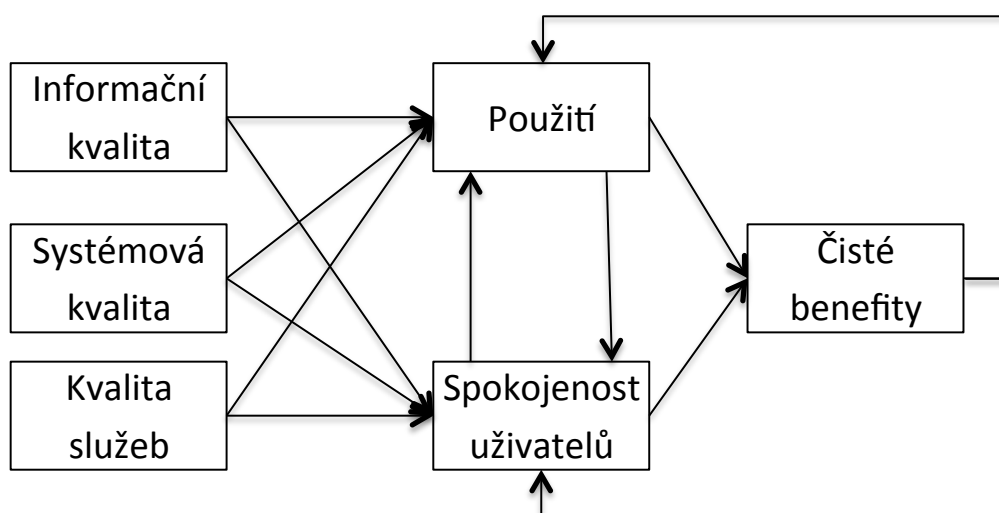 Informační
kvalita
Systémová
kvalita
Kvalita
služeb
Použití
Spokojenost
uživatelů
Čisté
benefity